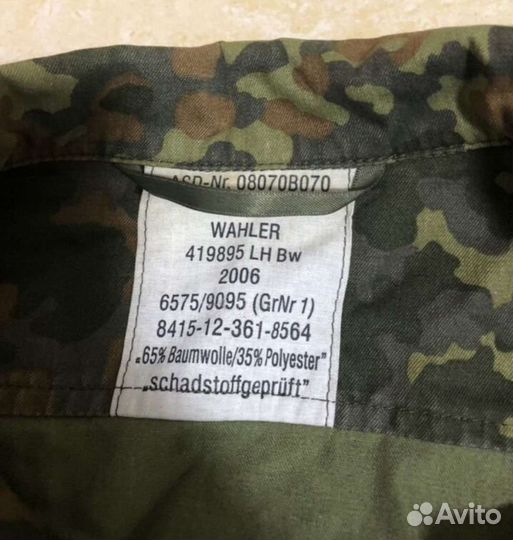 ASD-Nr. 08070B070
WAHLER
419895 LH Bw
2006
6575/9095 (GrNr 1)
8415-12-361-8564
„65% Baumwolle/35% Polyester"
„schadstoffgeprüft"
Avito